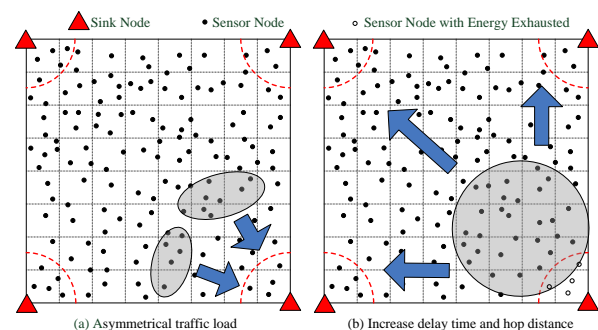 Sink Node
Sensor Node
Sensor Node with Energy Exhausted
(a) Asymmetrical traffic load
(b) Increase delay time and hop distance